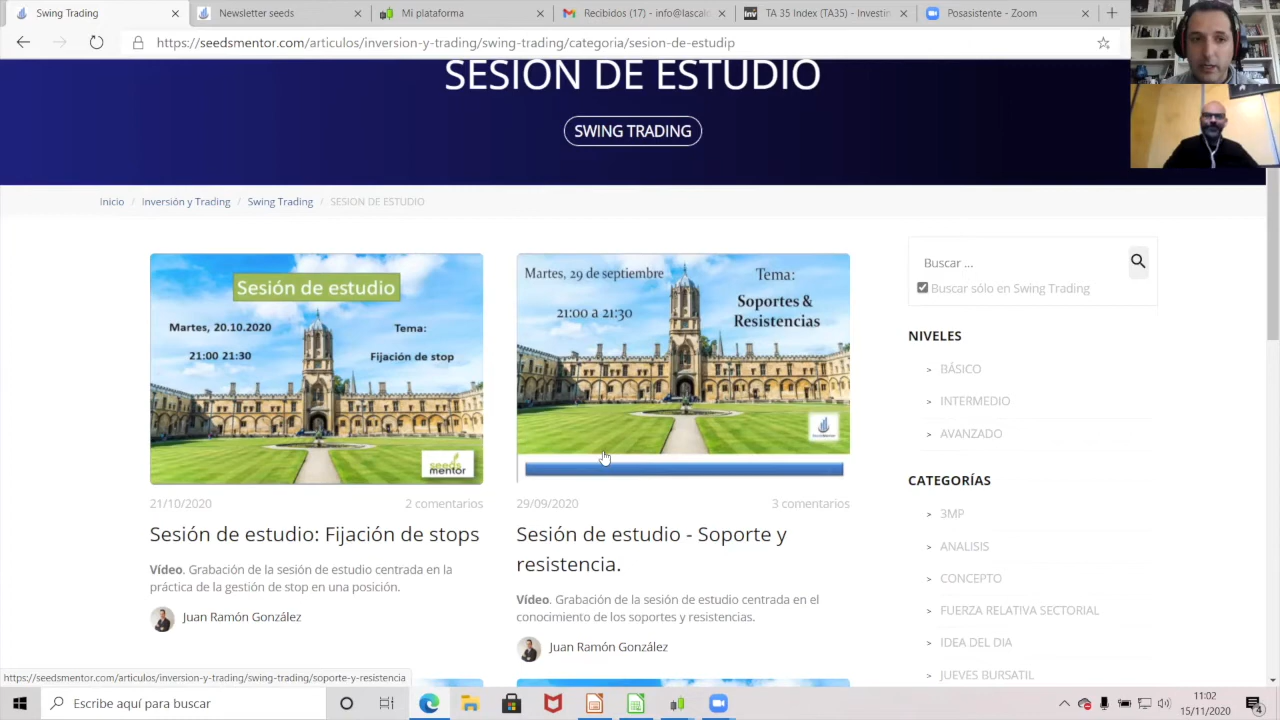 Newsletter seeds
Mi plataforma
Recibidos (17) - info@lascalc
TA 35 Index (TA35) - Investin
Posasistente - Zoom
https://seedsmentor.com/articulos/inversion-y-trading/swing-trading/categoria/sesion-de-estudip
SESION DE ESTUDIO
SWING TRADING
Inicio / Inversión y Trading / Swing Trading / SESION DE ESTUDIO
Sesión de estudio
Martes, 20.10.2020
Tema:
21:00 21:30
Fijación de stop
seeds
mentor
21/10/2020
2 comentarios
Sesión de estudio: Fijación de stops
Vídeo. Grabación de la sesión de estudio centrada en la
práctica de la gestión de stop en una posición.
Juan Ramón González
Martes, 29 de septiembre
Tema:
21:00 a 21:30
Soportes &
Resistencias
29/09/2020
3 comentarios
Sesión de estudio - Soporte y
resistencia.
Vídeo. Grabación de la sesión de estudio centrada en el
conocimiento de los soportes y resistencias.
Juan Ramón González
Buscar ...
Buscar sólo en Swing Trading
NIVELES
> BÁSICO
> INTERMEDIO
> AVANZADO
CATEGORÍAS
> 3MP
> ANALISIS
> CONCEPTO
> FUERZA RELATIVA SECTORIAL
> IDEA DEL DIA
> JUEVES BURSATIL
https://seedsmentor.com/articulos/inversion-y-trading/swing-trading/soporte-y-resistencia
Escribe aquí para buscar
11:02
15/11/2020
4